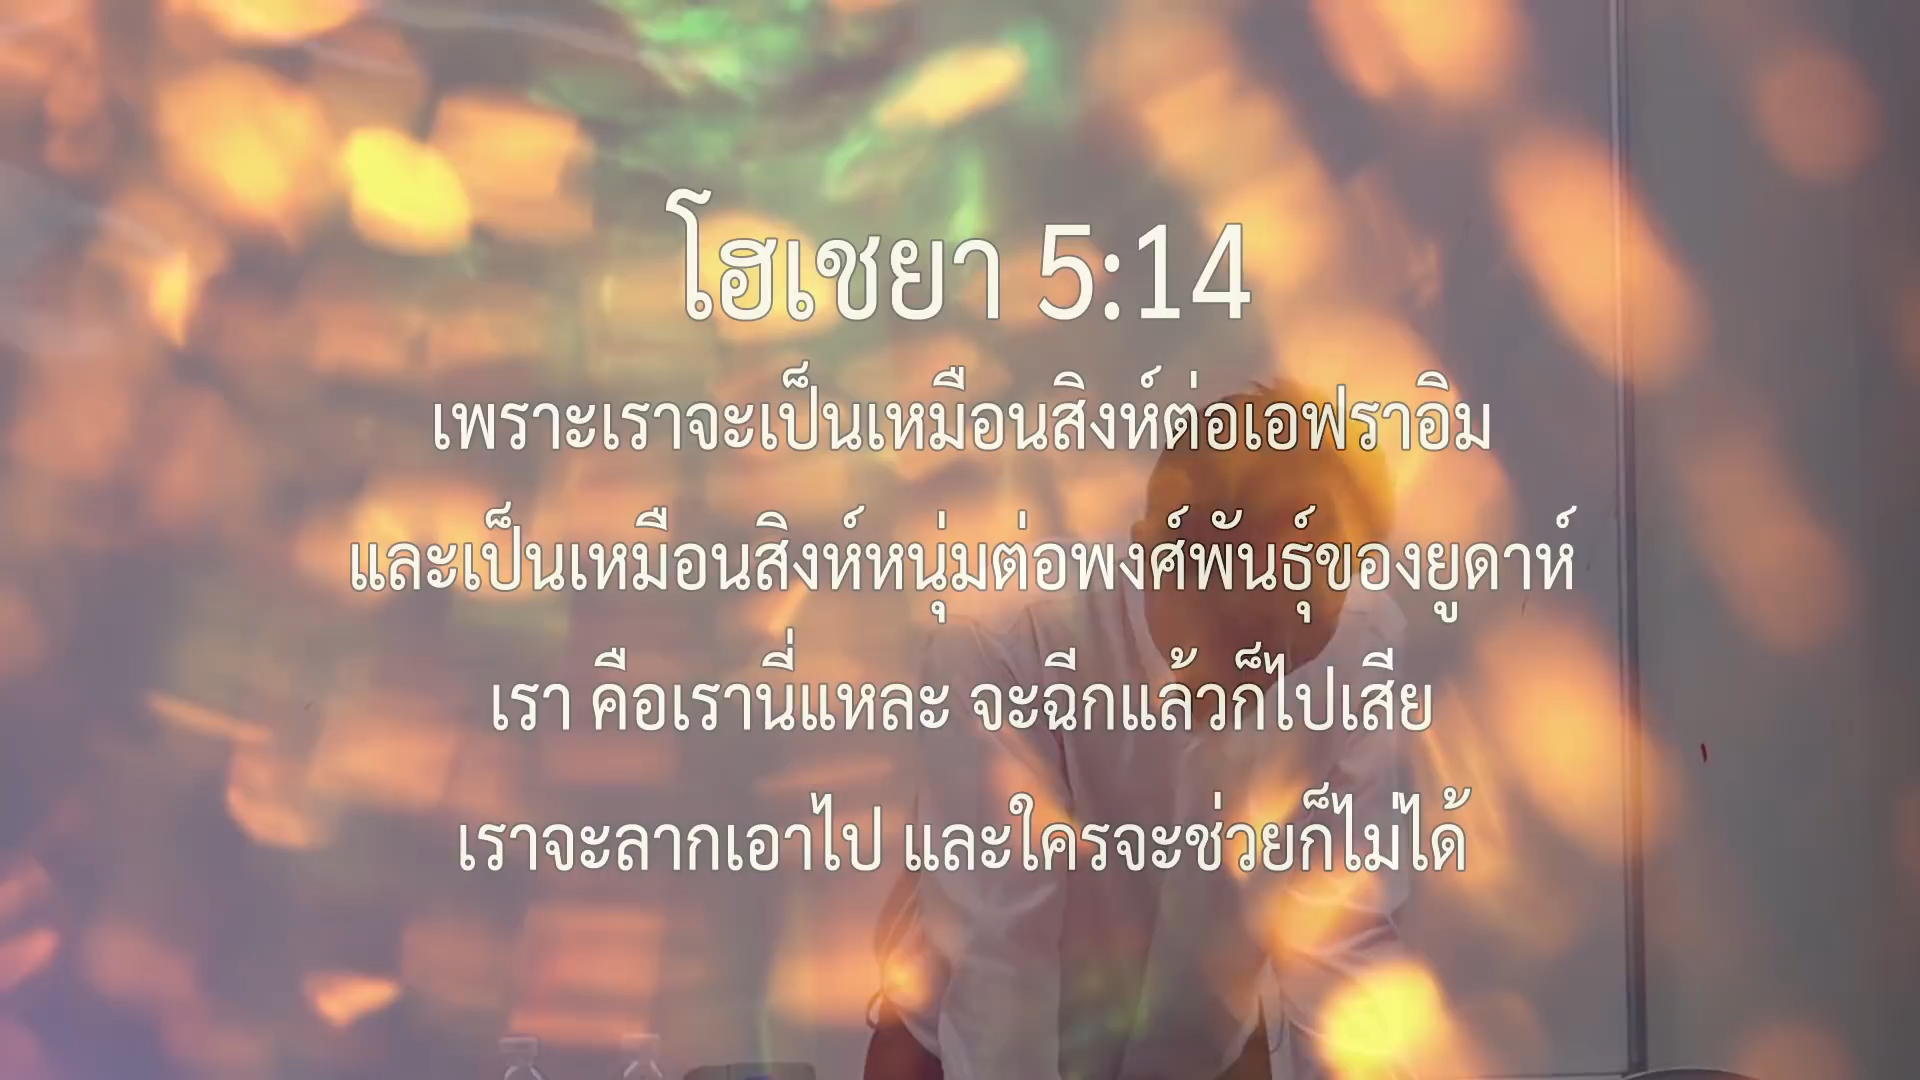 โฮเชยา 5:14
เพราะเราจะเป็นเหมือนสิงห์ต่อเอฟราอิม
และเป็นเหมือนสิงห์หนุ่มต่อพงศ์พันธุ์ของยูดาห์
เรา คือเรานี่แหละ จะฉีกแล้วก็ไปเสีย
เราจะลากเอาไป และใครจะช่วยก็ไม่ได้